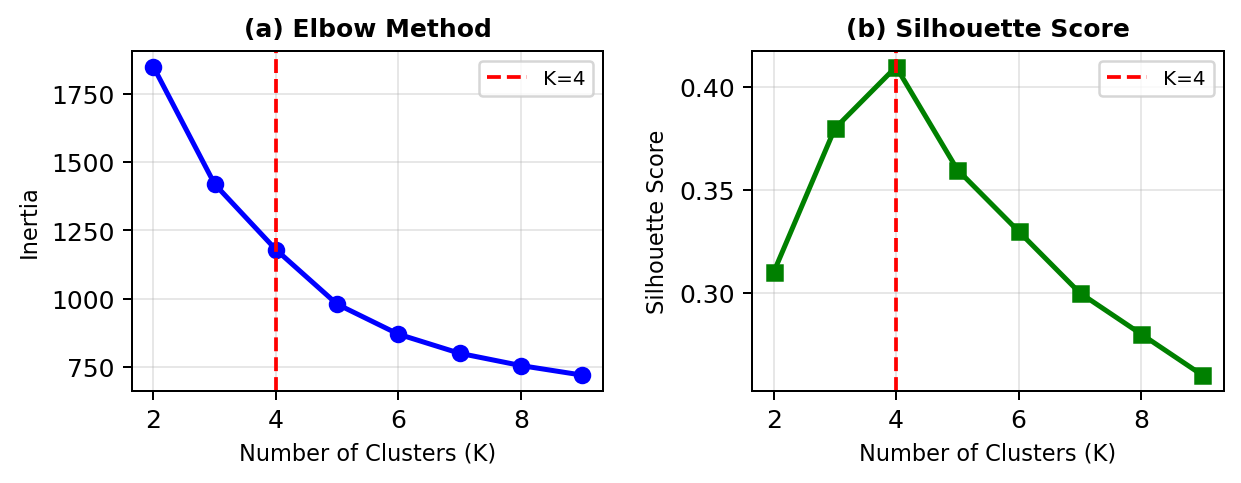 (a) Elbow Method
Inertia
1750
1500
1250
1000
750
2 4 6 8
Number of Clusters (K)
K=4
(b) Silhouette Score
Silhouette Score
0.40
0.35
0.30
2 4 6 8
Number of Clusters (K)
K=4